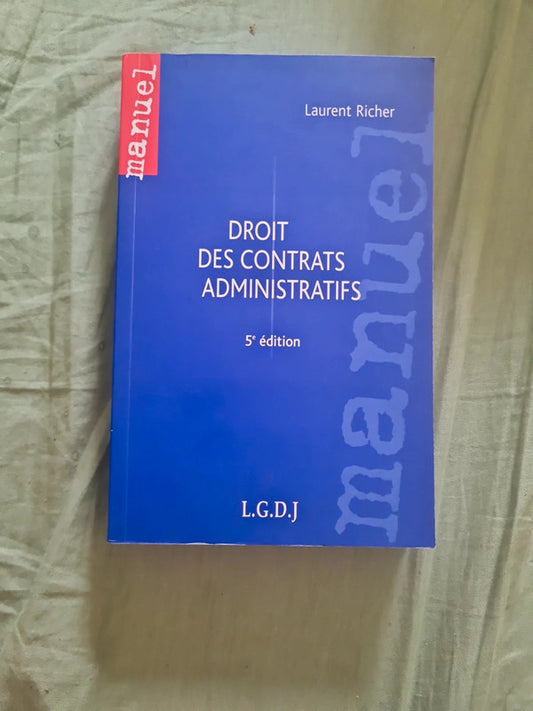 manuel
Laurent Richer
manuel
DROIT
DES CONTRATS
ADMINISTRATIFS
5e édition
L.G.D.J